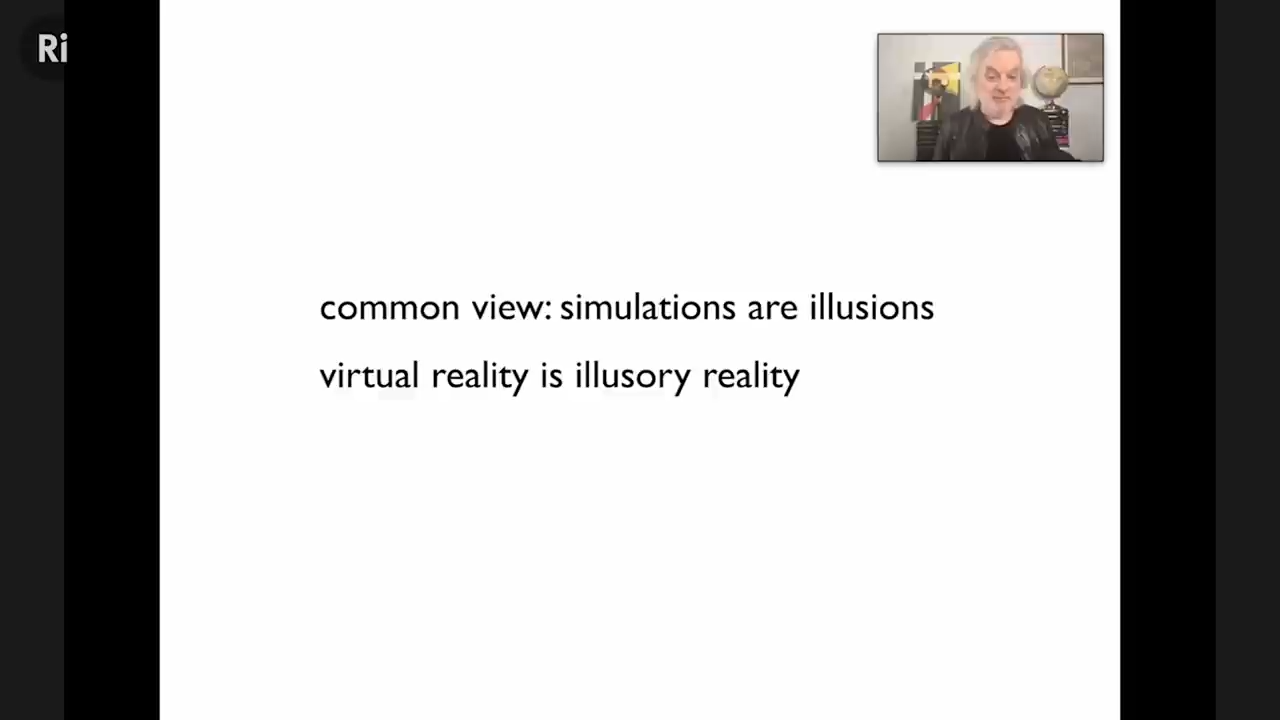 Ri
common view: simulations are illusions
virtual reality is illusory reality